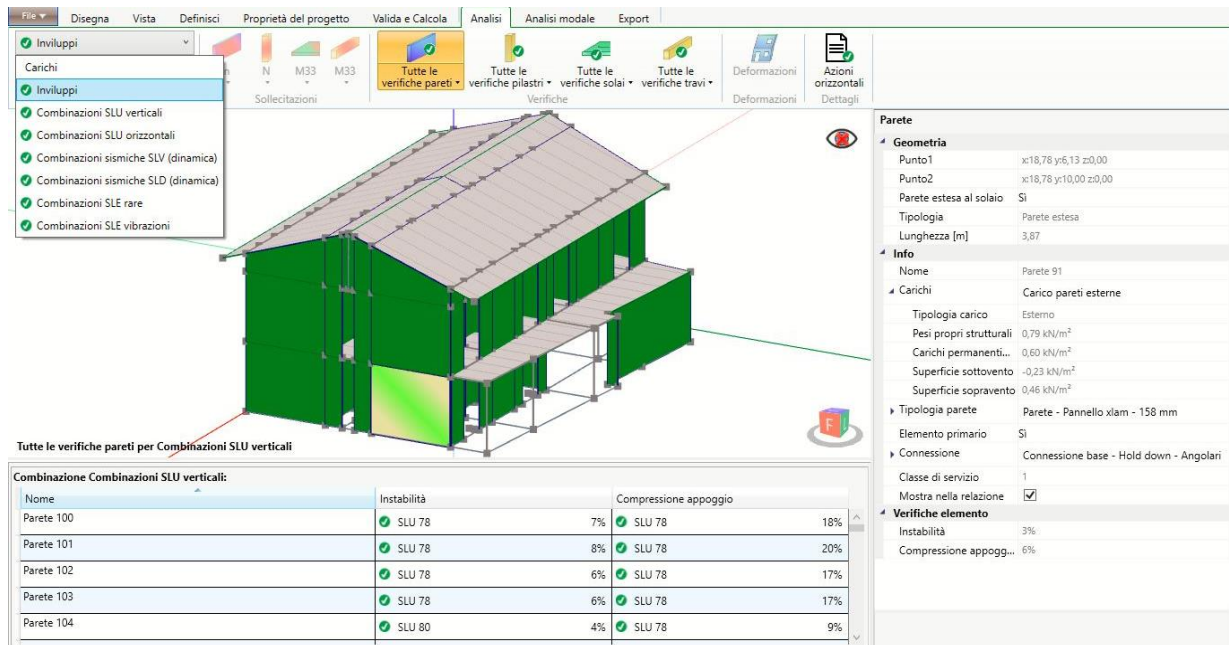 File Disegna Vista Definisci Proprietà del progetto Valida e Calcola Analisi Analisi modale Export
Inviluppi
Carichi
Inviluppi
Combinazioni SLU verticali
Combinazioni SLU orizzontali
Combinazioni sismiche SLV (dinamica)
Combinazioni sismiche SLD (dinamica)
Combinazioni SLE rare
Combinazioni SLE vibrazioni
N M33 M33
Sollecitazioni
Tutte le verifiche pareti
Tutte le verifiche pilastri
Tutte le verifiche solai
Tutte le verifiche travi
Verifiche
Deformazioni
Deformazioni
Azioni orizzontali
Dettagli
F
Tutte le verifiche pareti per Combinazioni SLU verticali
Combinazione Combinazioni SLU verticali:
Nome Instabilità Compressione appoggio
Parete 100 SLU 78 7% SLU 78 18%
Parete 101 SLU 78 8% SLU 78 20%
Parete 102 SLU 78 6% SLU 78 17%
Parete 103 SLU 78 6% SLU 78 17%
Parete 104 SLU 80 4% SLU 78 9%
Parete
Geometria
Punto1 x:18,78 y:6,13 z:0,00
Punto2 x:18,78 y:10,00 z:0,00
Parete estesa al solaio Sì
Tipologia Parete estesa
Lunghezza [m] 3,87
Info
Nome Parete 91
Carichi Carico pareti esterne
Tipologia carico Esterno
Pesi propri strutturali 0,79 kN/m²
Carichi permanenti... 0,60 kN/m²
Superficie sottovento -0,23 kN/m²
Superficie sopravento 0,46 kN/m²
Tipologia parete Parete - Pannello xlam - 158 mm
Elemento primario Sì
Connessione Connessione base - Hold down - Angolari
Classe di servizio 1
Mostra nella relazione
Verifiche elemento
Instabilità 3%
Compressione appogg... 6%